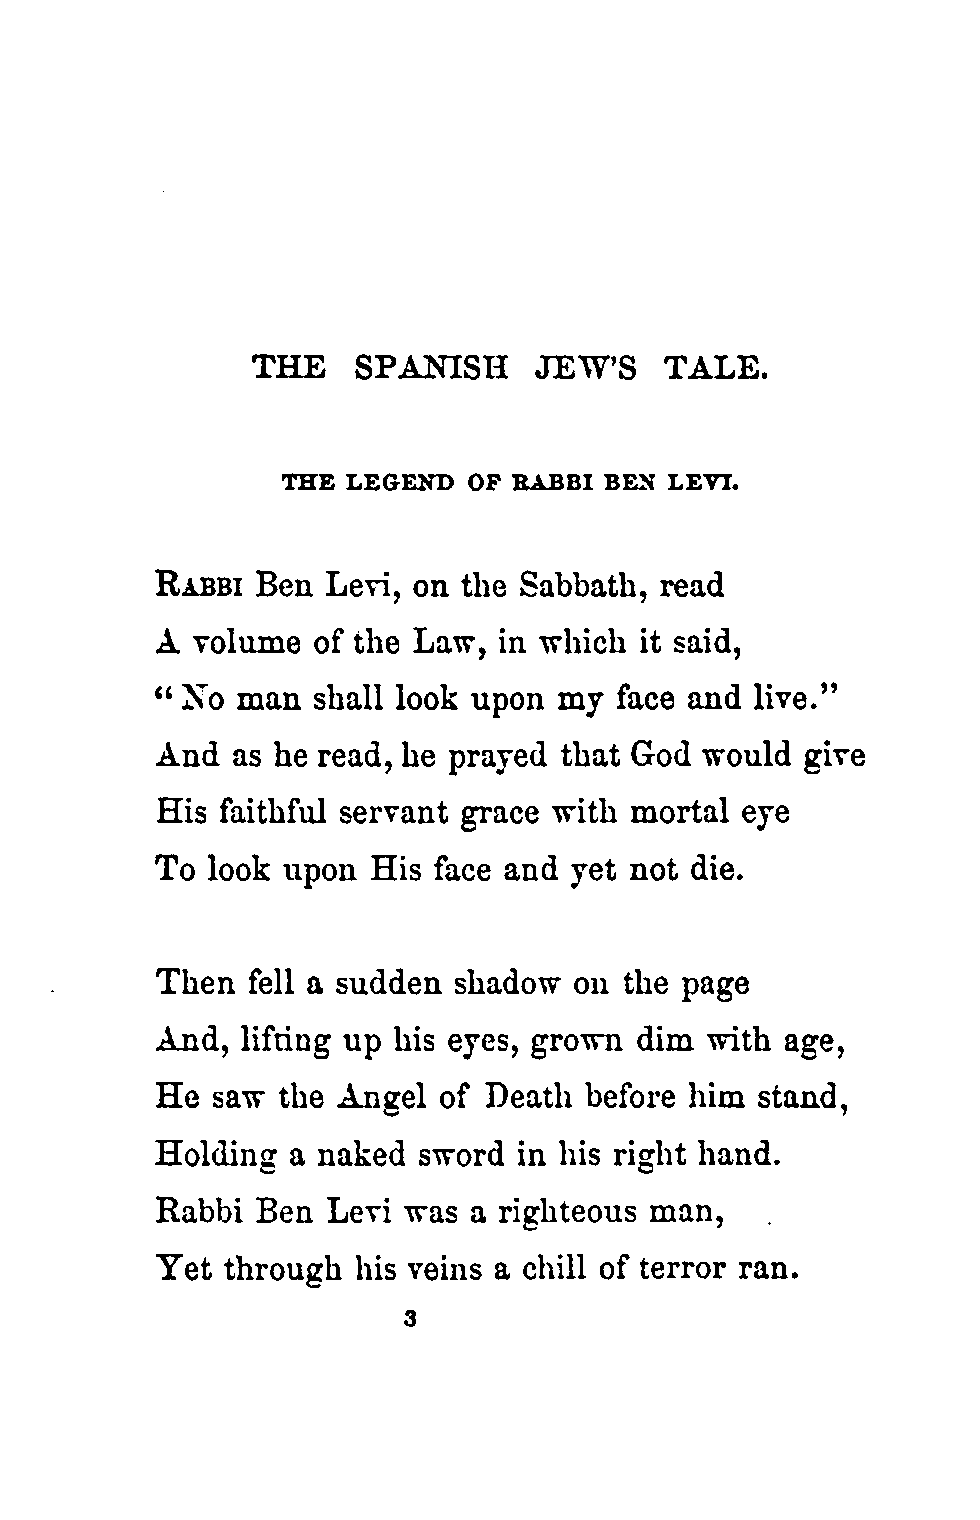 THE SPANISH JEW'S TALE.
THE LEGEND OF RABBI BEN LEVI.
RABBI Ben Levi, on the Sabbath, read
A volume of the Law, in which it said,
“No man shall look upon my face and live.”
And as he read, he prayed that God would give
His faithful servant grace with mortal eye
To look upon His face and yet not die.
Then fell a sudden shadow on the page
And, lifting up his eyes, grown dim with age,
He saw the Angel of Death before him stand,
Holding a naked sword in his right hand.
Rabbi Ben Levi was a righteous man,
Yet through his veins a chill of terror ran.
3